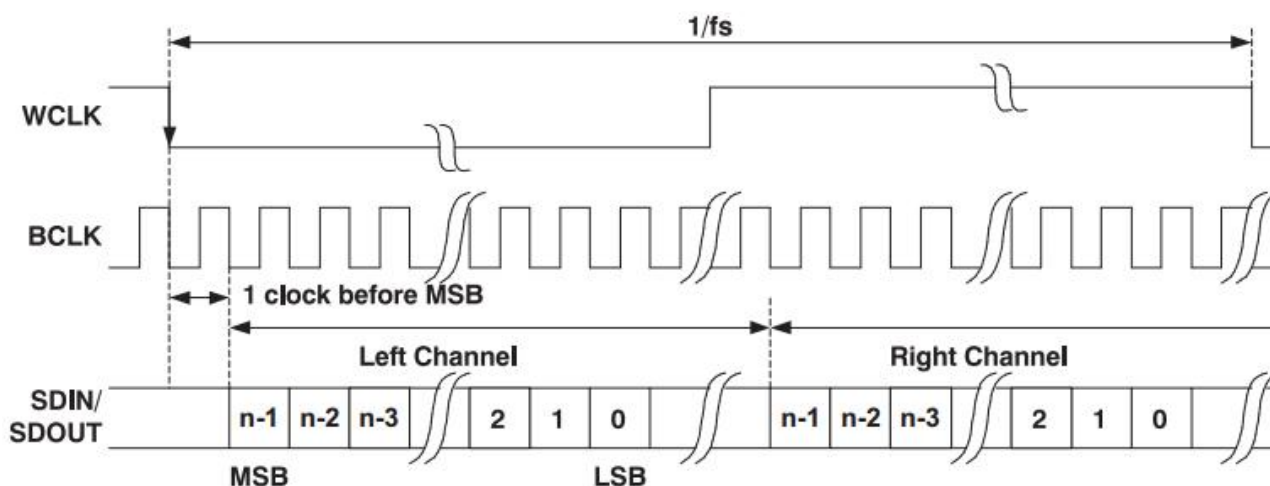 1/fs
WCLK
BCLK
1 clock before MSB
Left Channel
Right Channel
SDIN/
SDOUT
n-1 n-2 n-3 2 1 0 n-1 n-2 n-3 2 1 0
MSB LSB